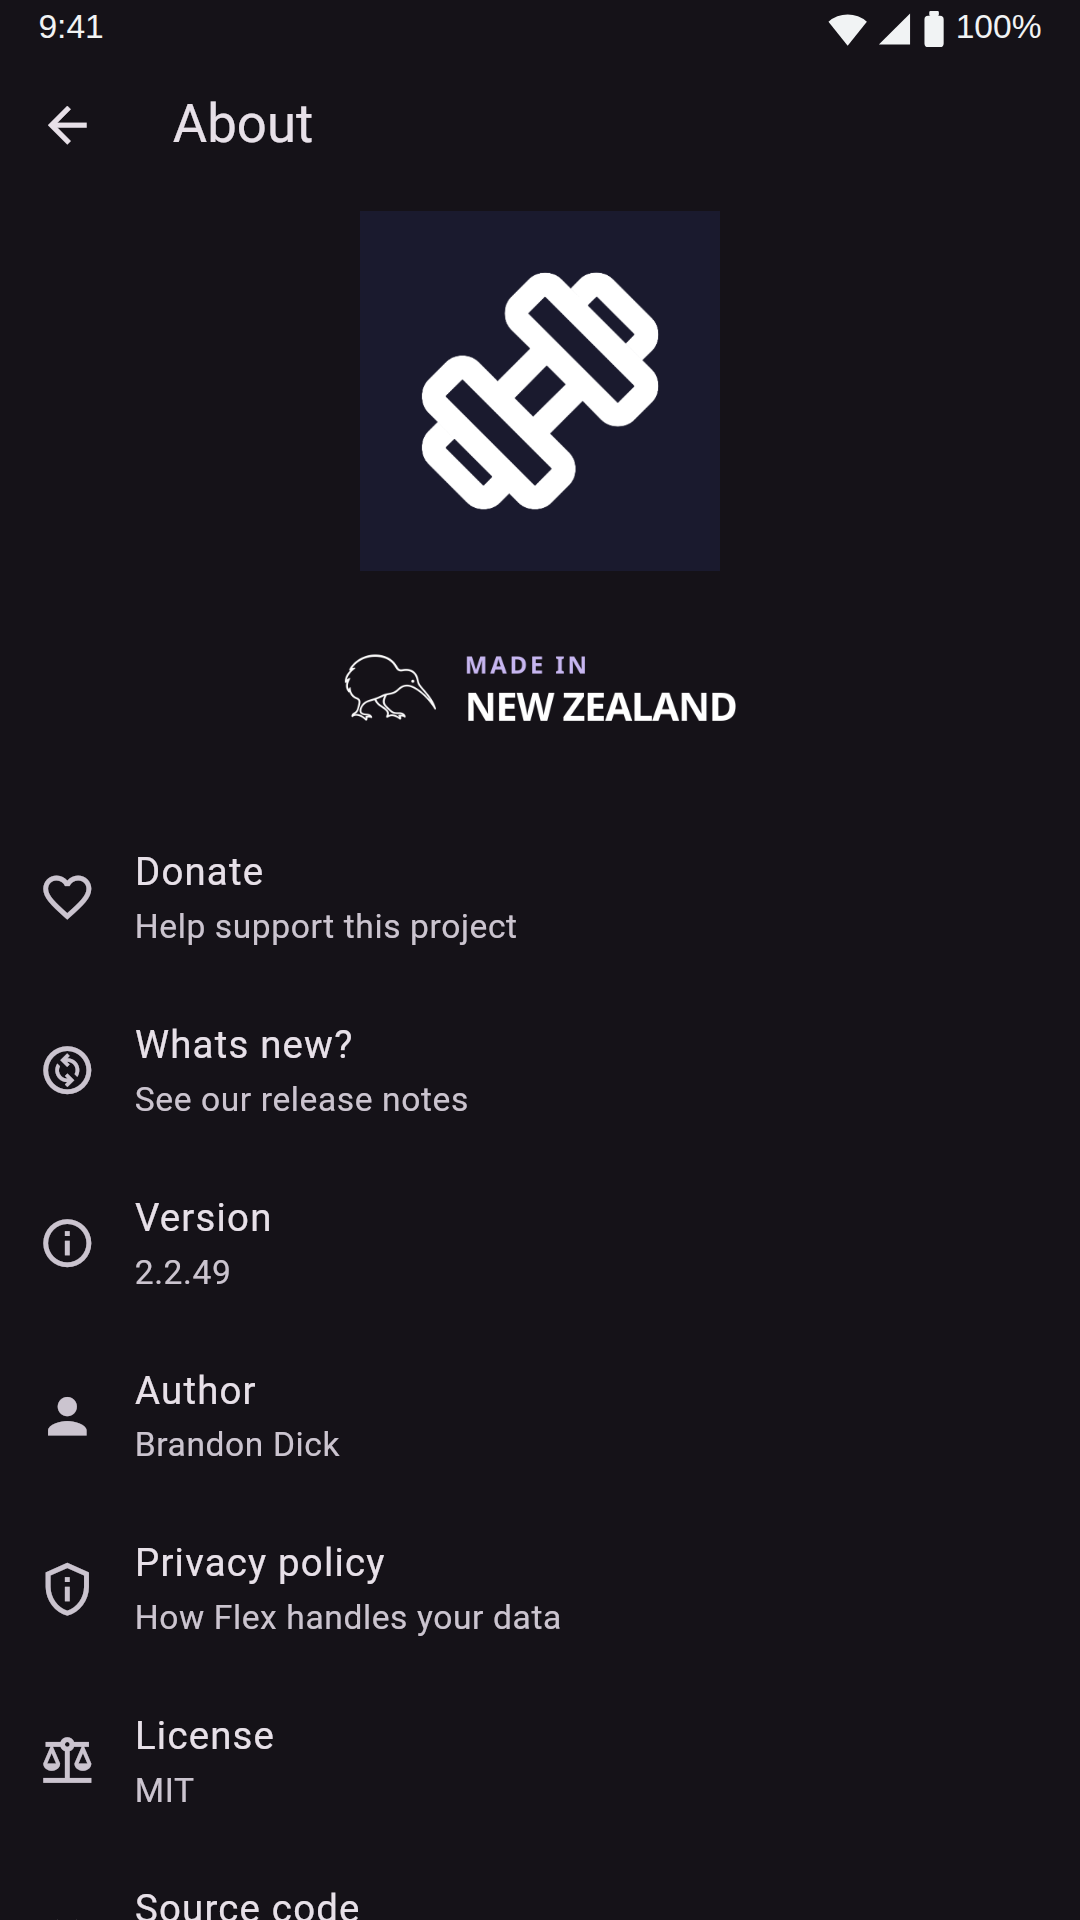 9:41
100%
About
MADE IN
NEW ZEALAND
Donate
Help support this project
Whats new?
See our release notes
Version
2.2.49
Author
Brandon Dick
Privacy policy
How Flex handles your data
License
MIT
Source code